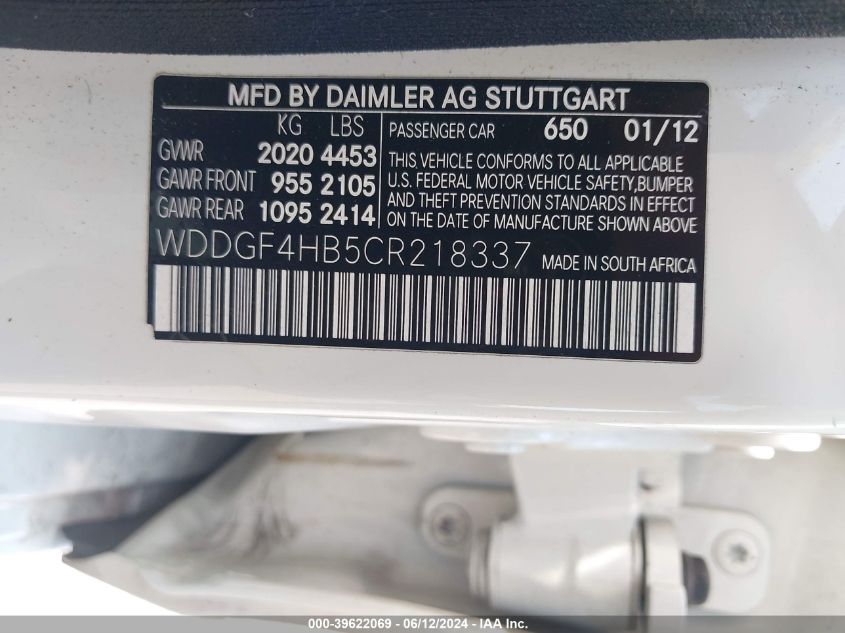 MFD BY DAIMLER AG STUTTGART
KG LBS
GVWR 2020 4453
GAWR FRONT 955 2105
GAWR REAR 1095 2414
PASSENGER CAR 650 01/12
THIS VEHICLE CONFORMS TO ALL APPLICABLE
U.S. FEDERAL MOTOR VEHICLE SAFETY,BUMPER
AND THEFT PREVENTION STANDARDS IN EFFECT
ON THE DATE OF MANUFACTURE SHOWN ABOVE
WDDGF4HB5CR218337 MADE IN SOUTH AFRICA
000-39622069 - 06/12/2024 - IAA Inc.